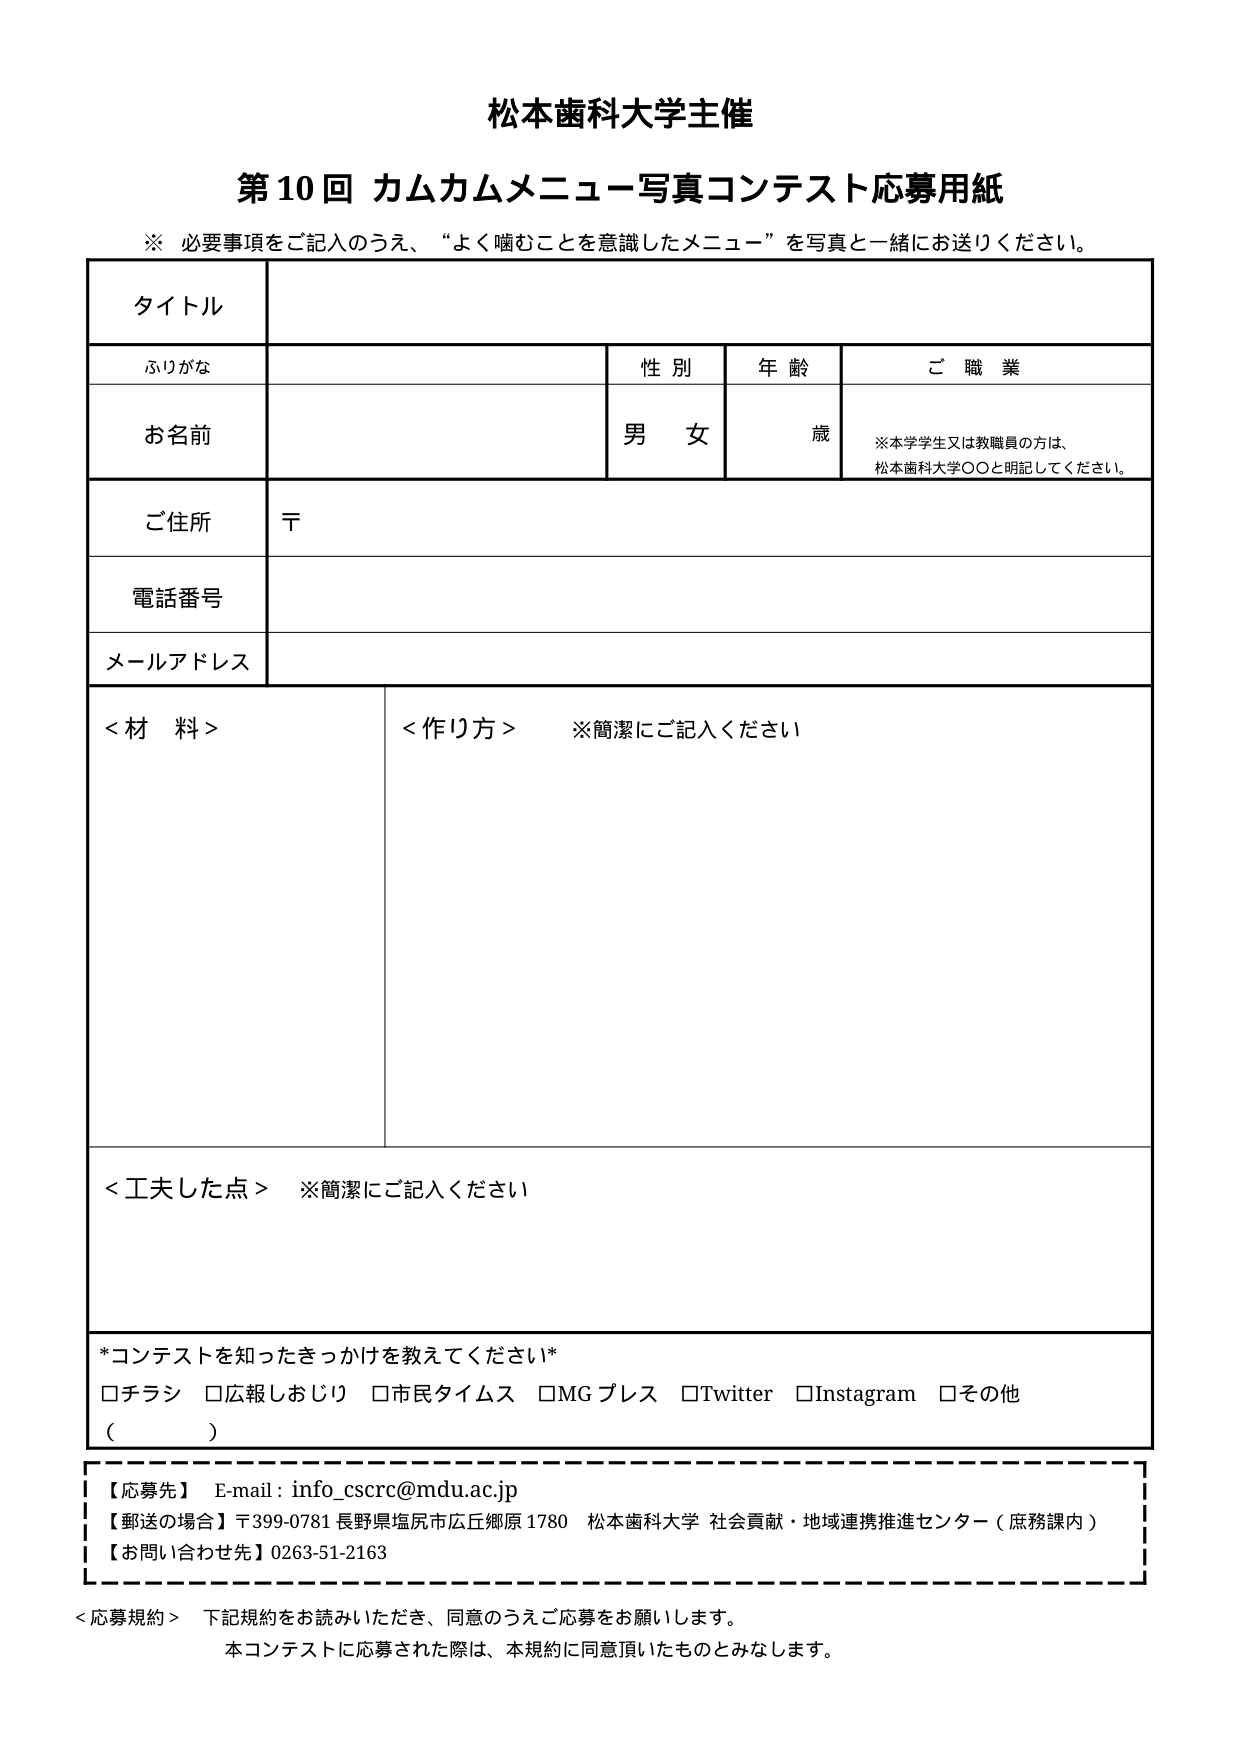 松本歯科大学主催
第10回 カムカムメニュー写真コンテスト応募用紙
※ 必要事項をご記入のうえ、“よく噛むことを意識したメニュー”を写真と一緒にお送りください。
タイトル
ふりがな 性 別 年 齢 ご 職 業
お名前 男 女 歳 ※本学学生又は教職員の方は、
松本歯科大学〇〇と明記してください。
ご住所 〒
電話番号
メールアドレス
<材 料> <作り方> ※簡潔にご記入ください
<工夫した点> ※簡潔にご記入ください
*コンテストを知ったきっかけを教えてください*
□チラシ □広報しおじり □市民タイムス □MGプレス □Twitter □Instagram □その他
( )
【応募先】 E-mail : info_cscrc@mdu.ac.jp
【郵送の場合】〒399-0781 長野県塩尻市広丘郷原1780 松本歯科大学 社会貢献・地域連携推進センター(庶務課内)
【お問い合わせ先】0263-51-2163
<応募規約> 下記規約をお読みいただき、同意のうえご応募をお願いします。
本コンテストに応募された際は、本規約に同意頂いたものとみなします。